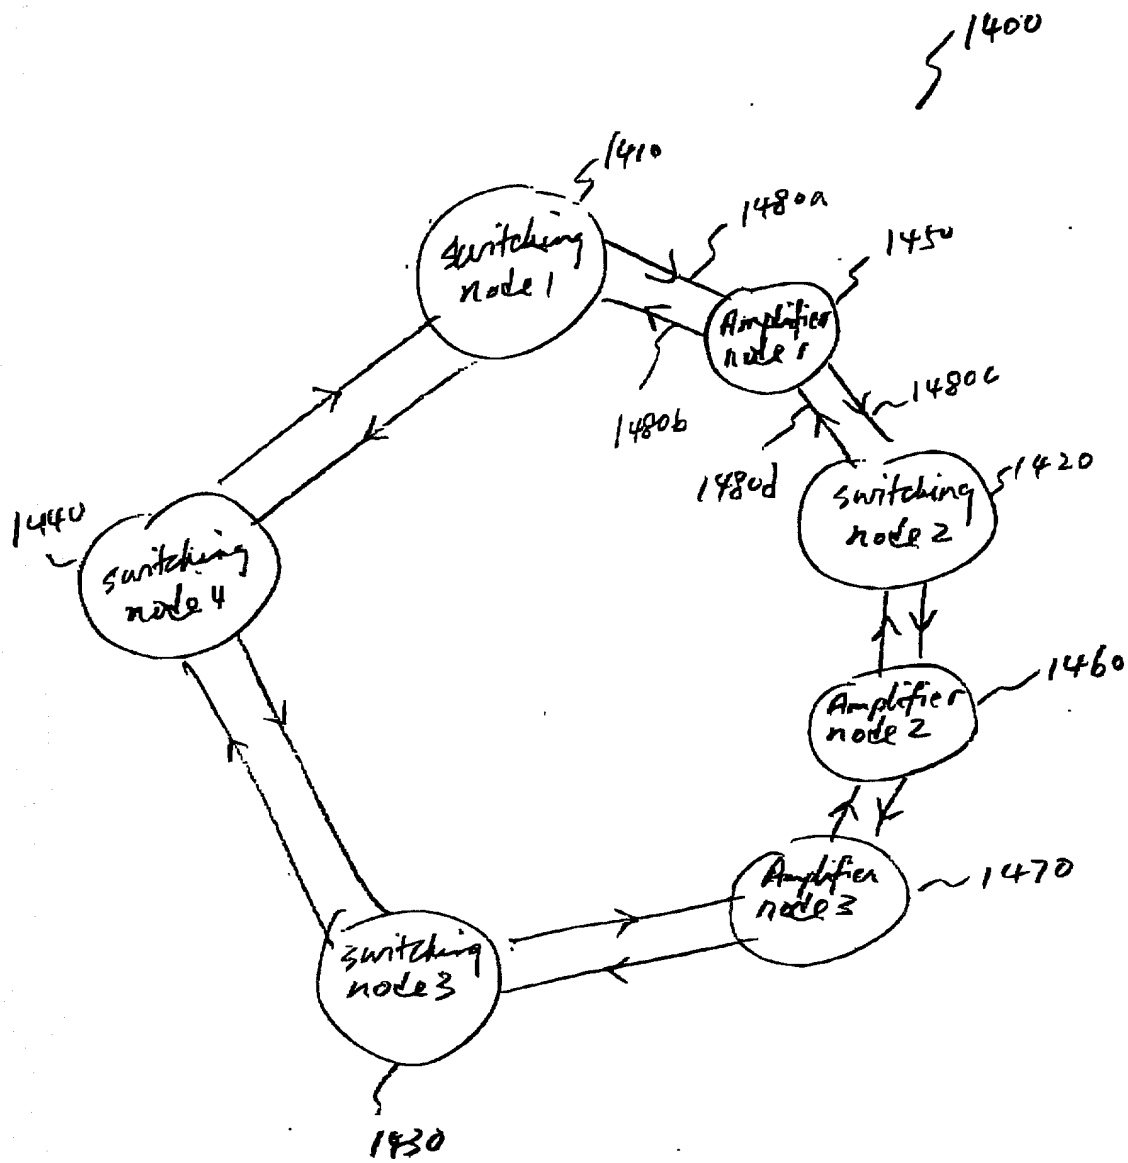 1400
1410
switching
node 1
1480a
1450
Amplifier
node 1
1480b
1480c
1480d
1420
switching
node 2
1440
switching
node 4
1460
Amplifier
node 2
Amplifier
node 3
1470
switching
node 3
1430